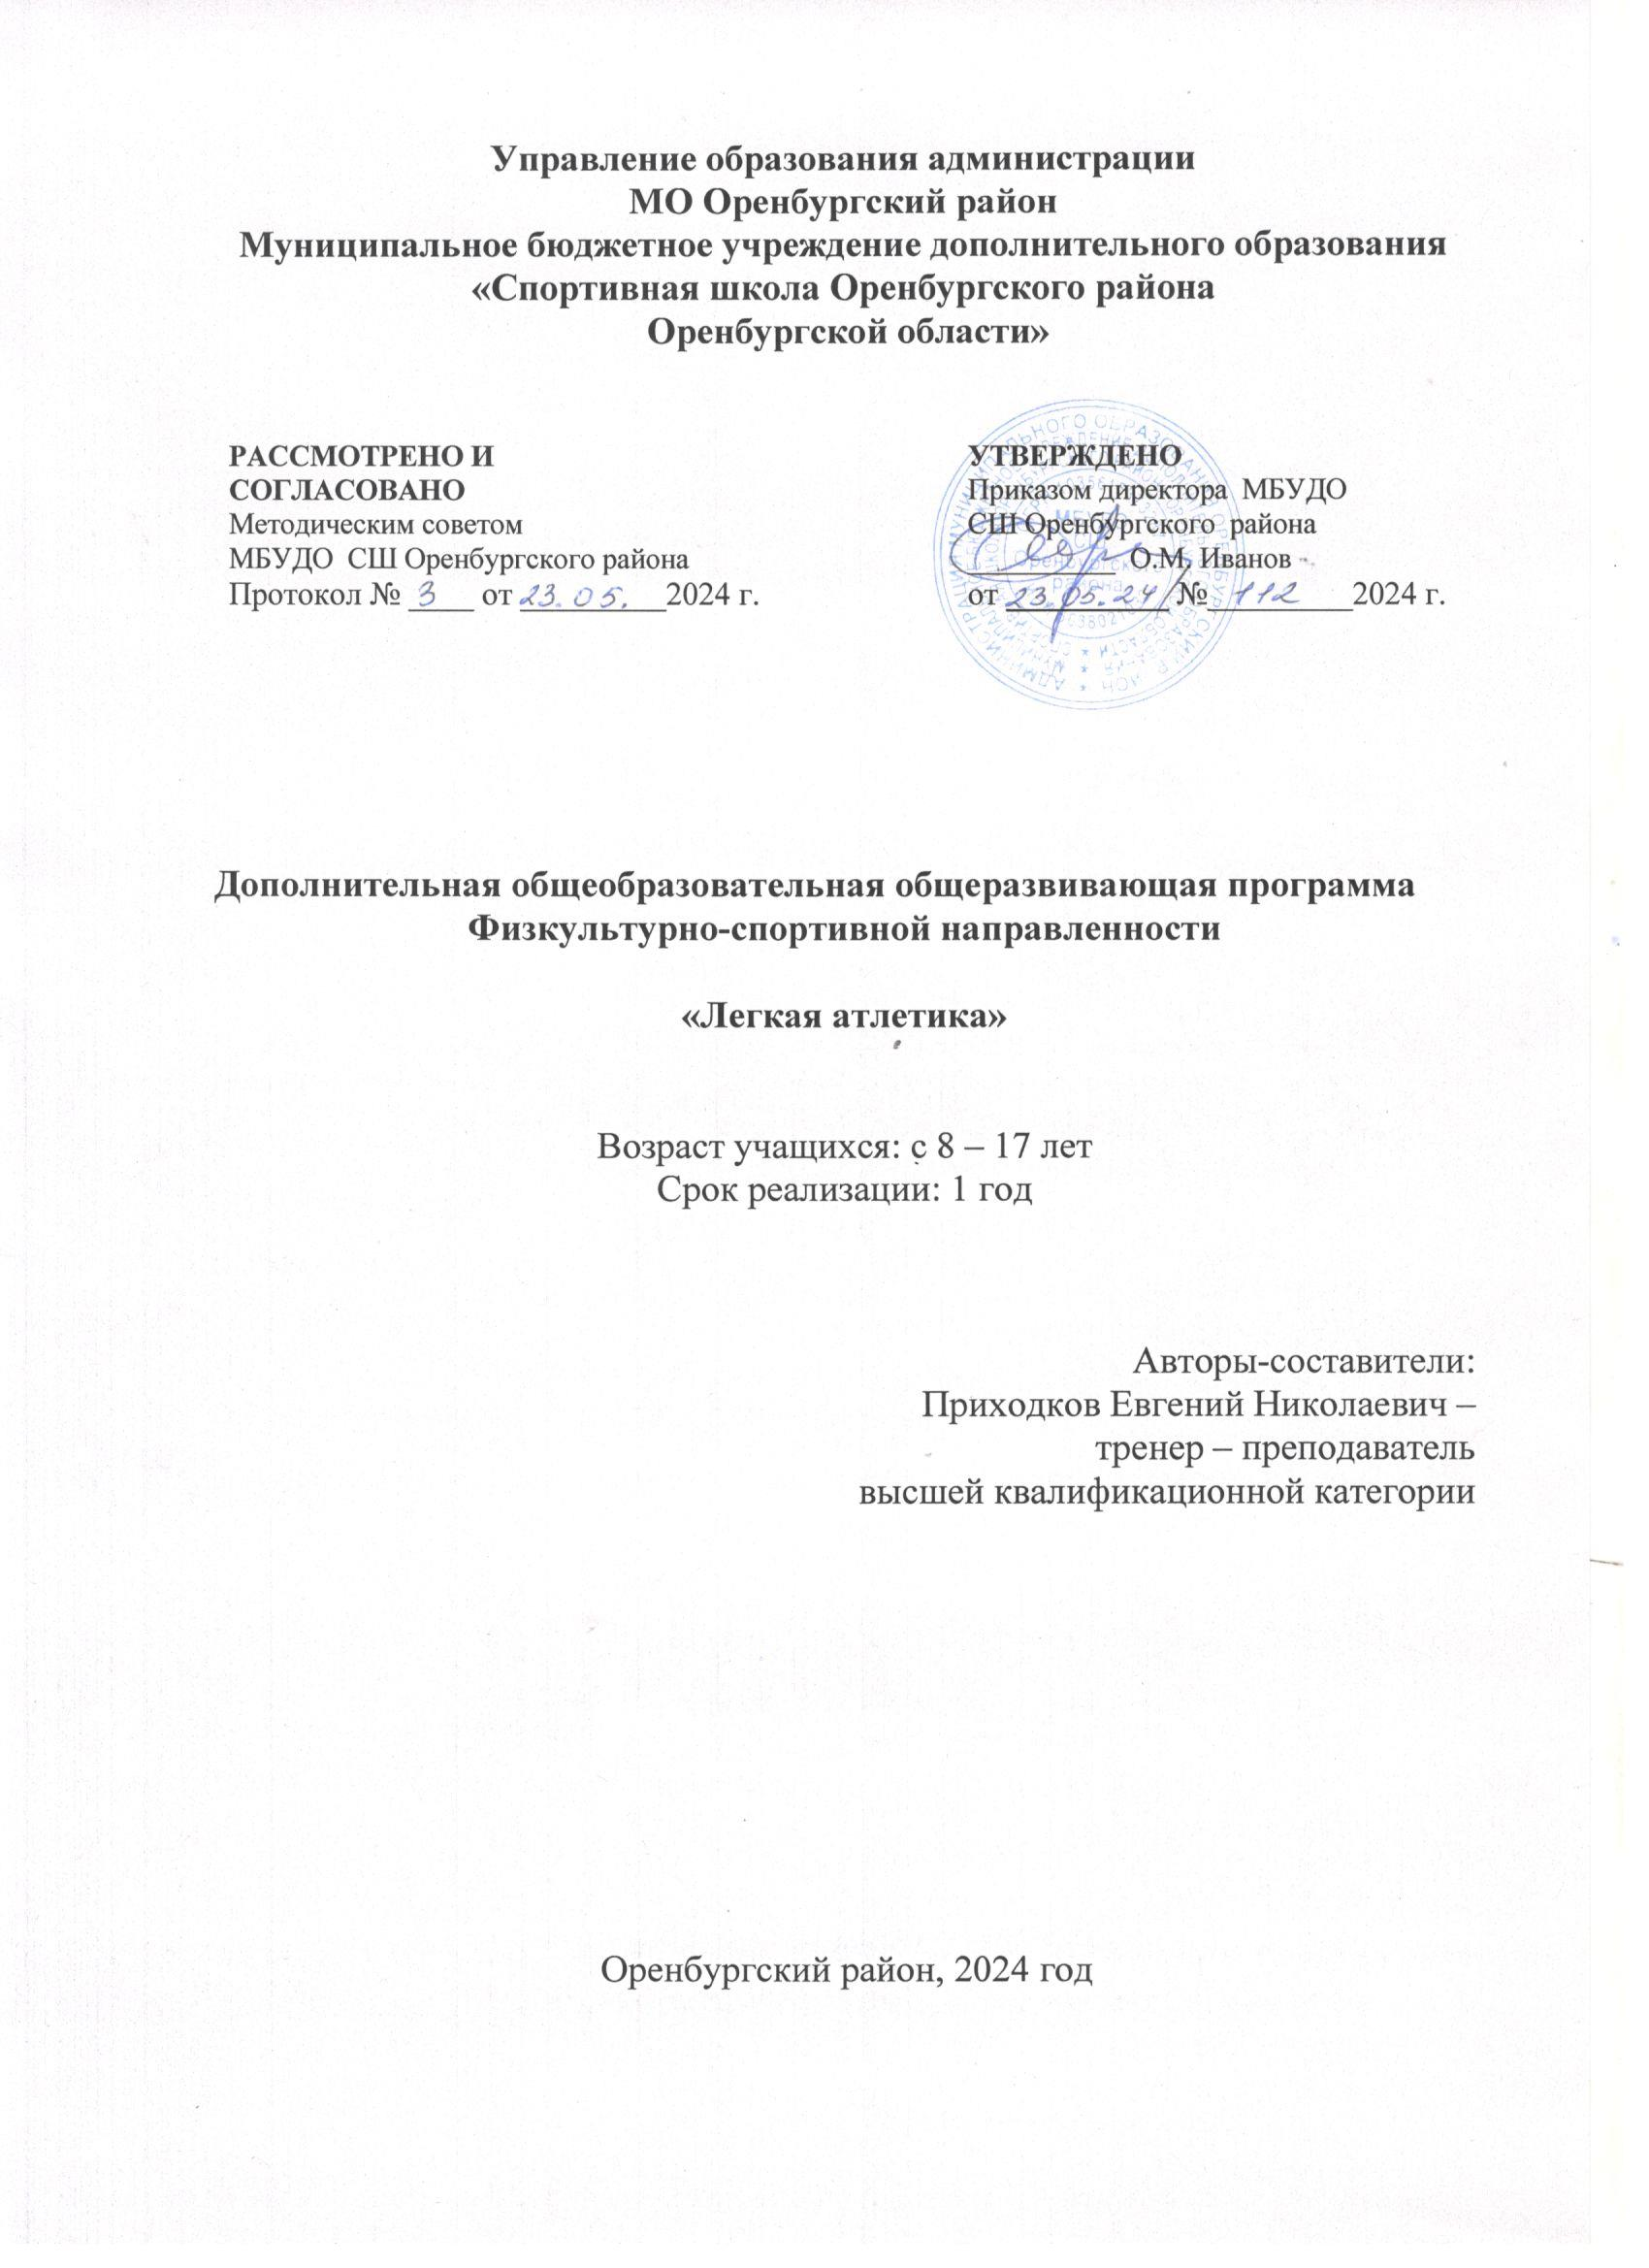 Управление образования администрации
МО Оренбургский район
Муниципальное бюджетное учреждение дополнительного образования
«Спортивная школа Оренбургского района
Оренбургской области»
РАССМОТРЕНО И
СОГЛАСОВАНО
Методическим советом
МБУДО СШ Оренбургского района
Протокол № 3 от 23.05. 2024 г.
УТВЕРЖДЕНО
Приказом директора МБУДО
СШ Оренбургского района
О.М. Иванов
от 23.05.24 № 112 2024 г.
Дополнительная общеобразовательная общеразвивающая программа
Физкультурно-спортивной направленности
«Легкая атлетика»
Возраст учащихся: с 8 – 17 лет
Срок реализации: 1 год
Авторы-составители:
Приходков Евгений Николаевич –
тренер – преподаватель
высшей квалификационной категории
Оренбургский район, 2024 год